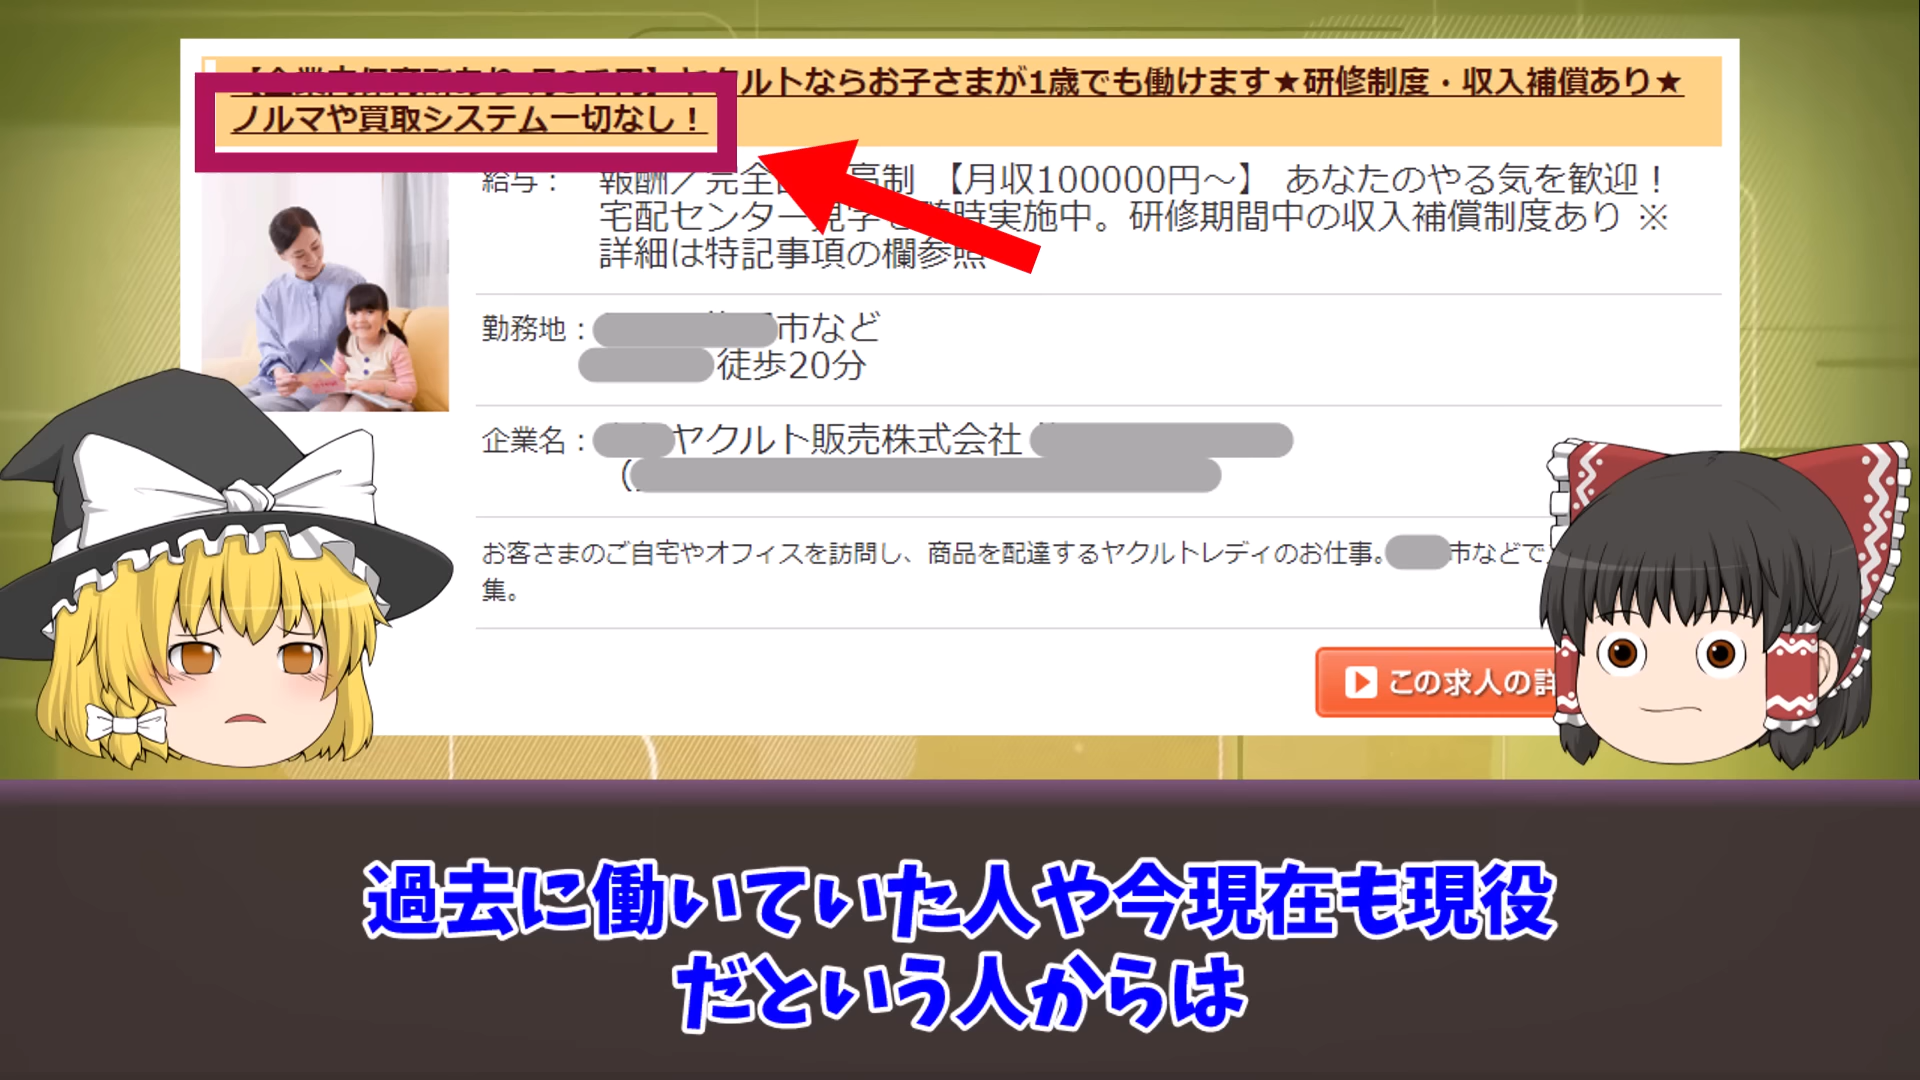 ヤクルトならお子さまが1歳でも働けます★研修制度・収入補償あり★
ノルマや買取システム一切なし！
給与： 報酬／完全 高制 【月収100000円～】 あなたのやる気を歓迎！
宅配センター見学 随時実施中。研修期間中の収入補償制度あり ※
詳細は特記事項の欄参照
勤務地： 市など
徒歩20分
企業名： ヤクルト販売株式会社
(
お客さまのご自宅やオフィスを訪問し、商品を配達するヤクルトレディのお仕事。 市などで
集。
この求人の詳
過去に働いていた人や今現在も現役
だという人からは